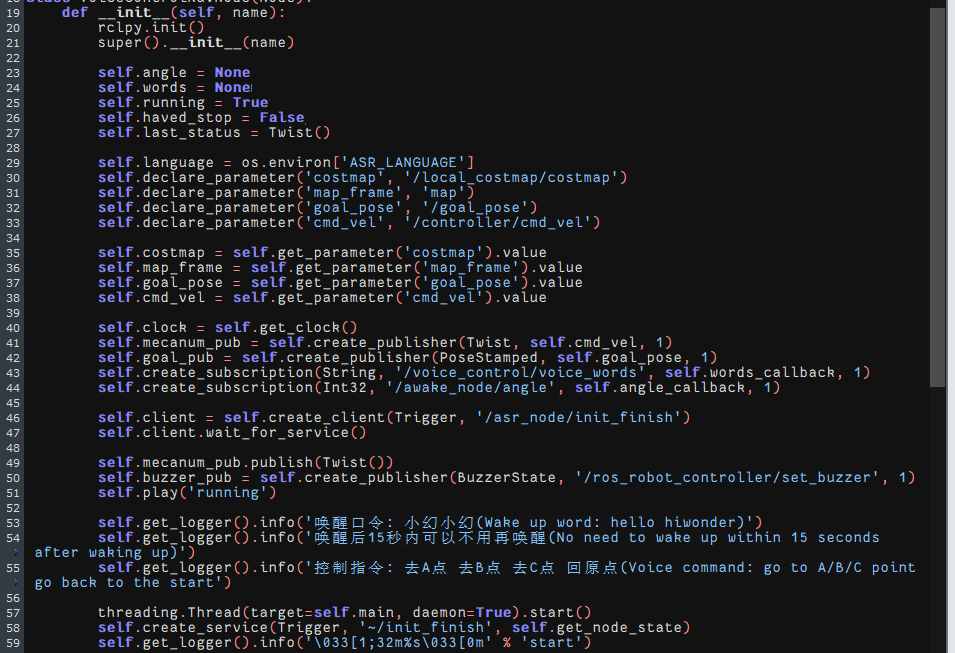 19 def __init__(self, name):
20 rclpy.init()
21 super().__init__(name)
22
23 self.angle = None
24 self.words = None
25 self.running = True
26 self.haved_stop = False
27 self.last_status = Twist()
28
29 self.language = os.environ['ASR_LANGUAGE']
30 self.declare_parameter('costmap', '/local_costmap/costmap')
31 self.declare_parameter('map_frame', 'map')
32 self.declare_parameter('goal_pose', '/goal_pose')
33 self.declare_parameter('cmd_vel', '/controller/cmd_vel')
34
35 self.costmap = self.get_parameter('costmap').value
36 self.map_frame = self.get_parameter('map_frame').value
37 self.goal_pose = self.get_parameter('goal_pose').value
38 self.cmd_vel = self.get_parameter('cmd_vel').value
39
40 self.clock = self.get_clock()
41 self.mecanum_pub = self.create_publisher(Twist, self.cmd_vel, 1)
42 self.goal_pub = self.create_publisher(PoseStamped, self.goal_pose, 1)
43 self.create_subscription(String, '/voice_control/voice_words', self.words_callback, 1)
44 self.create_subscription(Int32, '/awake_node/angle', self.angle_callback, 1)
45
46 self.client = self.create_client(Trigger, '/asr_node/init_finish')
47 self.client.wait_for_service()
48
49 self.mecanum_pub.publish(Twist())
50 self.buzzer_pub = self.create_publisher(BuzzerState, '/ros_robot_controller/set_buzzer', 1)
51 self.play('running')
52
53 self.get_logger().info('唤醒口令: 小幻小幻(Wake up word: hello hiwonder)')
54 self.get_logger().info('唤醒后15秒内可以不用再唤醒(No need to wake up within 15 seconds
after waking up)')
55 self.get_logger().info('控制指令: 去A点 去B点 去C点 回原点(Voice command: go to A/B/C point
go back to the start')
56
57 threading.Thread(target=self.main, daemon=True).start()
58 self.create_service(Trigger, '~/init_finish', self.get_node_state)
59 self.get_logger().info('\033[1;32m%s\033[0m' % 'start')